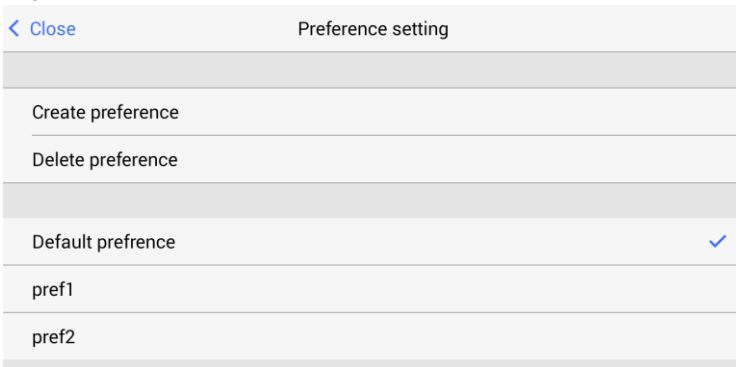 Close
Preference setting
Create preference
Delete preference
Default prefrence
pref1
pref2